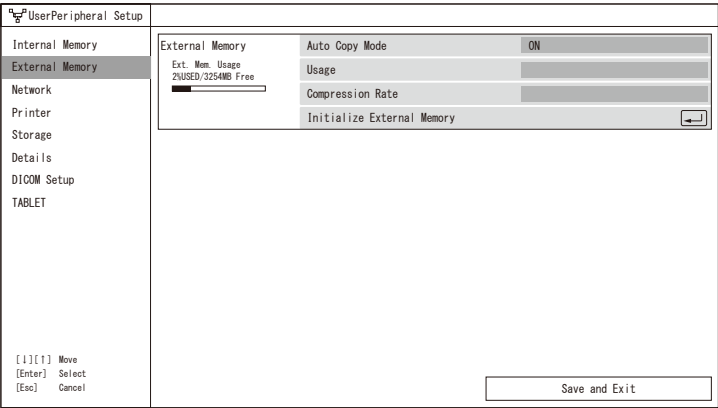 UserPeripheral Setup
Internal Memory
External Memory
Network
Printer
Storage
Details
DICOM Setup
TABLET
[↓][↑] Move
[Enter] Select
[Esc] Cancel
External Memory
Ext. Mem. Usage
2%USED/3254MB Free
Auto Copy Mode ON
Usage
Compression Rate
Initialize External Memory
Save and Exit